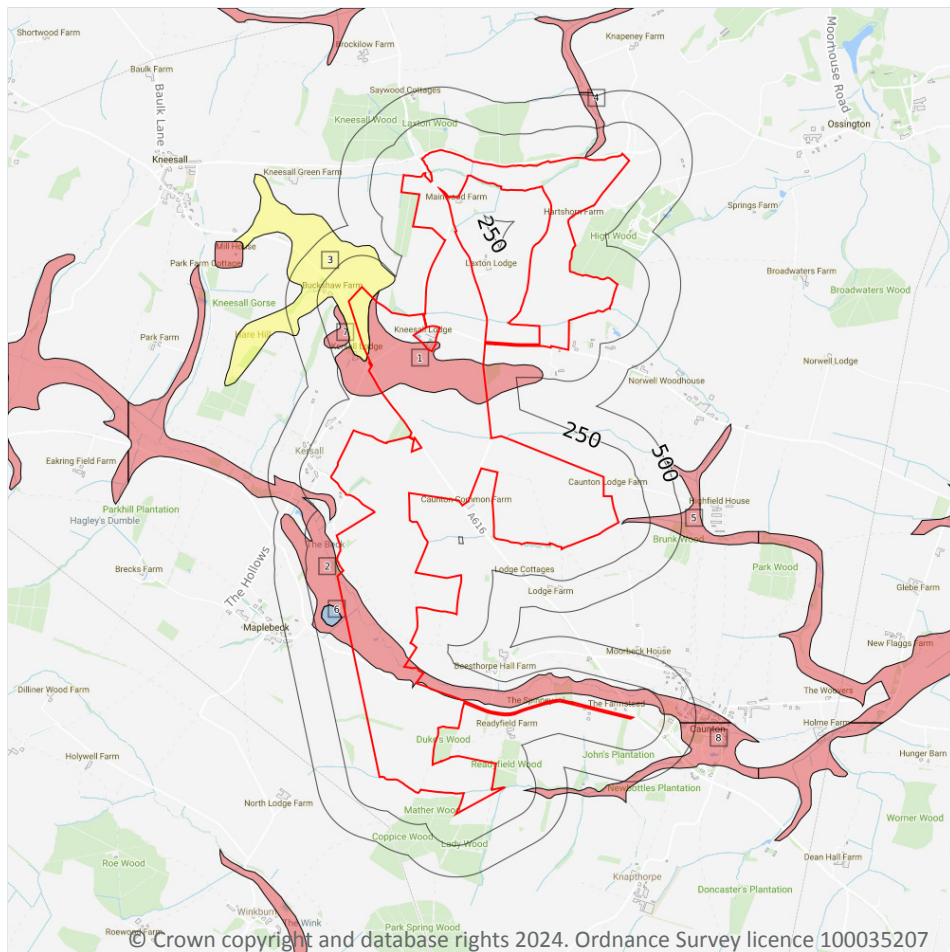 Shortwood Farm
Knapeney Farm
Brockilow Farm
Moorhouse Road
Baulk Farm
Baulk Lane
Saywood Cottages
4
Kneesall Wood
Laxton Wood
Ossington
Kneesall
Kneesall Green Farm
Hartshorn Farm
Springs Farm
250
High Wood
Mill House
3
Park Farm Cottage
Laxton Lodge
Broadwaters Farm
Buckshaw Farm
Broadwaters Wood
Kneesall Gorse
Hare Hill
7
Kneesall Lodge
Park Farm
1
Norwell Lodge
Norwell Woodhouse
250
500
Kersall
Eakring Field Farm
Caunton Lodge Farm
Parkhill Plantation
Caunton Common Farm
Highfield House
Hagley's Dumble
A616
5
Brunk Wood
The Beck
The Hollows
2
Park Wood
Brecks Farm
Lodge Cottages
Lodge Farm
Glebe Farm
6
Maplebeck
New Flaggs Farm
Moorbeck House
Beesthorpe Hall Farm
Dilliner Wood Farm
The Woovers
The Spinney
The Farmstead
Readyfield Farm
Holme Farm
Caunton
8
Duke's Wood
Holywell Farm
John's Plantation
Hunger Barn
Readyfield Wood
Newbottles Plantation
North Lodge Farm
Mather Wood
Worner Wood
Coppice Wood
Lady Wood
Roe Wood
Dean Hall Farm
Knapthorpe
Doncaster's Plantation
Winkburn
The Wink
Park Spring Wood
Rowood Farm
© Crown copyright and database rights 2024. Ordnance Survey licence 100035207